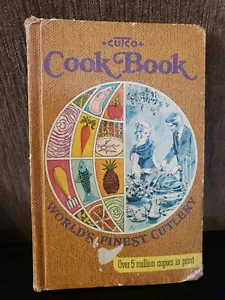 CUTCO
Cook Book
WORLD'S FINEST CUTLERY
Over 5 million copies in print